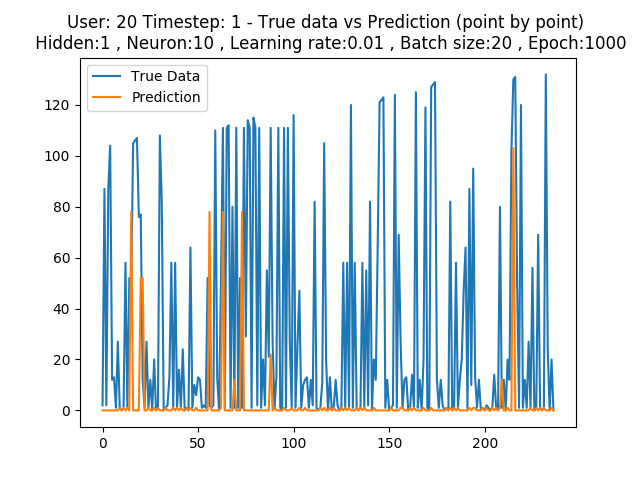 User: 20 Timestep: 1 - True data vs Prediction (point by point)
Hidden:1 , Neuron:10 , Learning rate:0.01 , Batch size:20 , Epoch:1000
True Data
Prediction
120
100
80
60
40
20
0
0 50 100 150 200